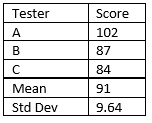 Tester Score
A 102
B 87
C 84
Mean 91
Std Dev 9.64